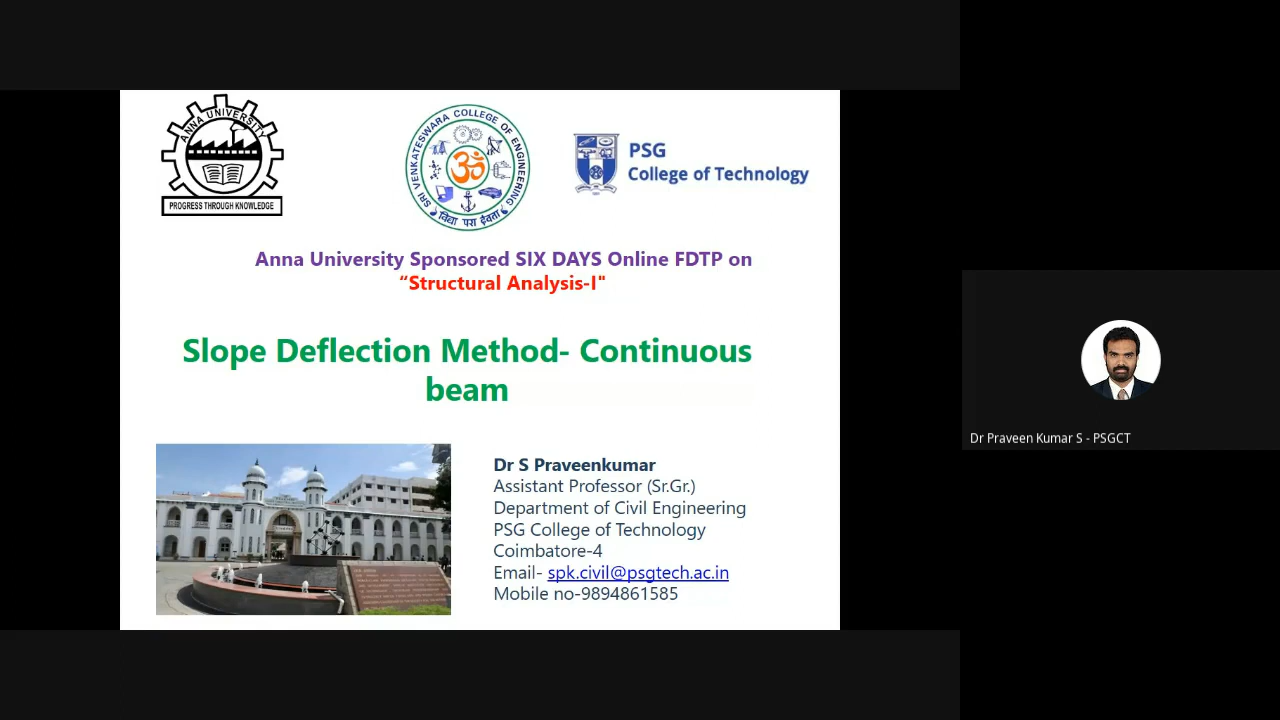 ANNA UNIVERSITY
PROGRESS THROUGH KNOWLEDGE
SRI VENKATESWARA COLLEGE OF ENGINEERING
ॐ
विद्या परा देवता
PSG
College of Technology
Anna University Sponsored SIX DAYS Online FDTP on
“Structural Analysis-I"
Slope Deflection Method- Continuous
beam
Dr S Praveenkumar
Assistant Professor (Sr.Gr.)
Department of Civil Engineering
PSG College of Technology
Coimbatore-4
Email- spk.civil@psgtech.ac.in
Mobile no-9894861585
Dr Praveen Kumar S - PSGCT